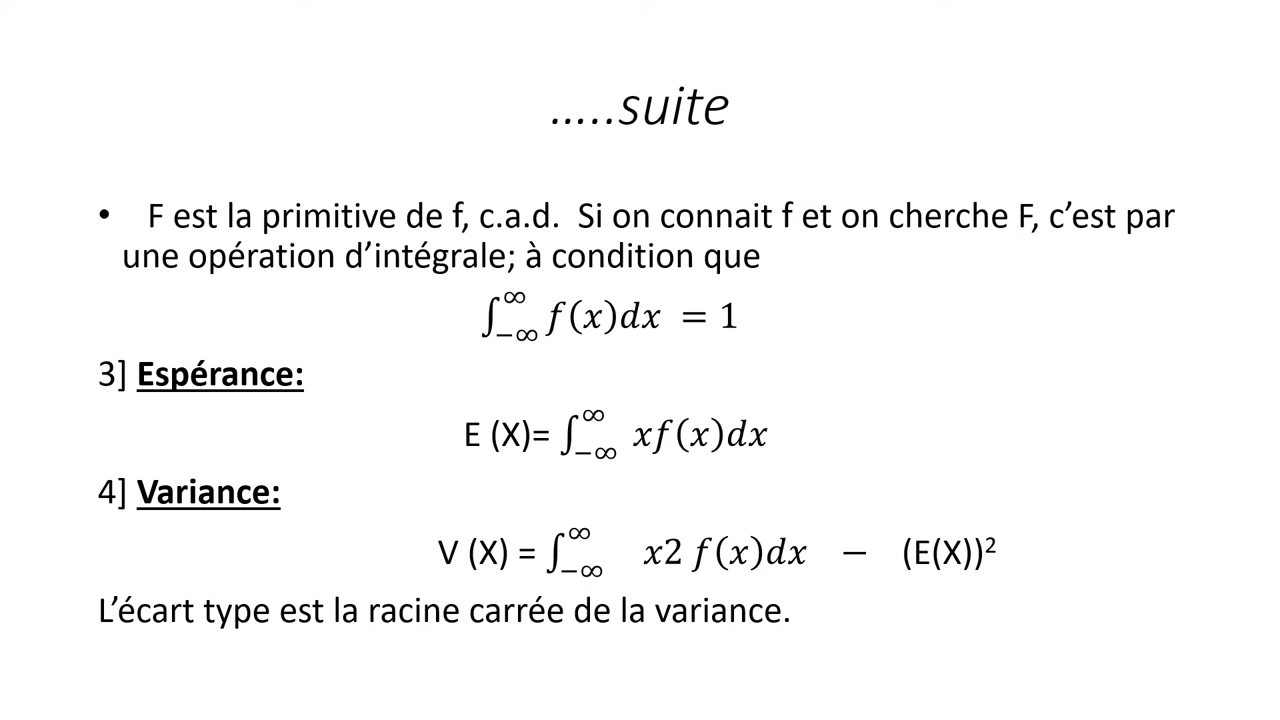 …..suite
• F est la primitive de f, c.a.d. Si on connait f et on cherche F, c’est par
une opération d’intégrale; à condition que
∫_{−∞}^{∞} f(x)dx = 1
3] Espérance:
E (X)= ∫_{−∞}^{∞} xf(x)dx
4] Variance:
V (X) = ∫_{−∞}^{∞} x2 f(x)dx − (E(X))²
L’écart type est la racine carrée de la variance.